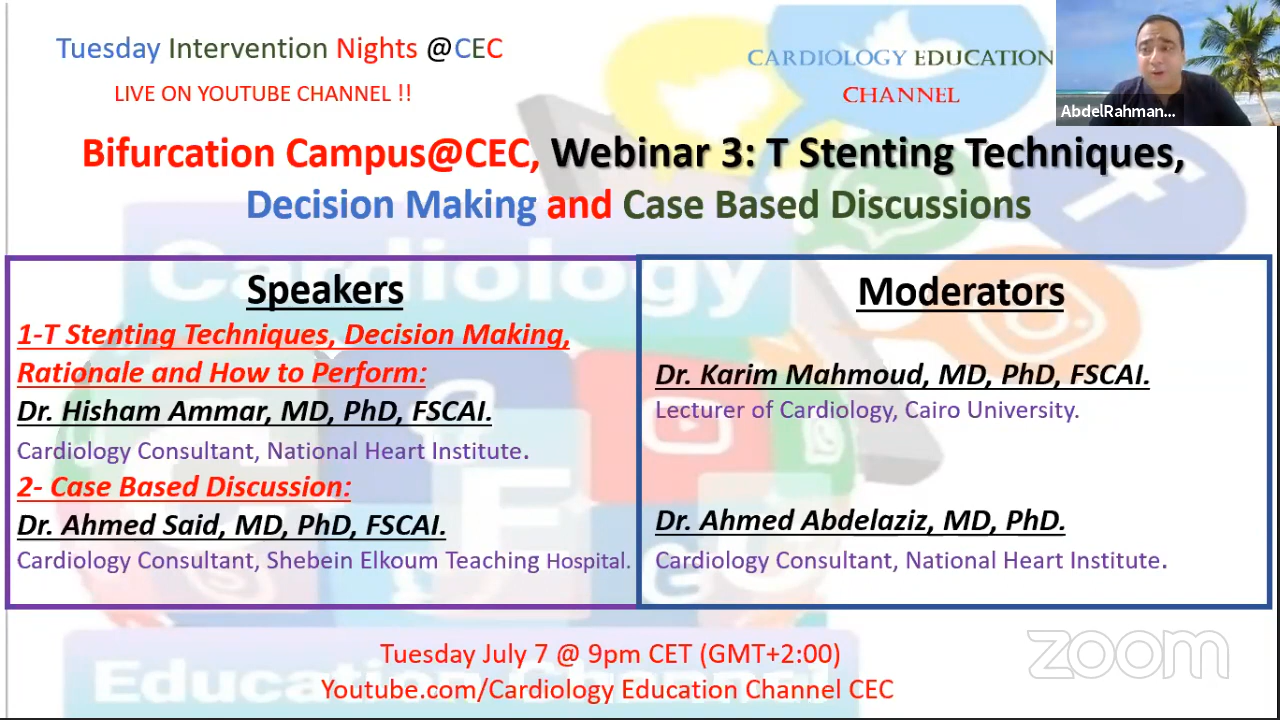 Tuesday Intervention Nights @CEC
LIVE ON YOUTUBE CHANNEL !!
CARDIOLOGY EDUCATION
CHANNEL
AbdelRahman...
Bifurcation Campus@CEC, Webinar 3: T Stenting Techniques,
Decision Making and Case Based Discussions
Cardiology
Speakers
1-T Stenting Techniques, Decision Making,
Rationale and How to Perform:
Dr. Hisham Ammar, MD, PhD, FSCAI.
Cardiology Consultant, National Heart Institute.
2- Case Based Discussion:
Dr. Ahmed Said, MD, PhD, FSCAI.
Cardiology Consultant, Shebein Elkoum Teaching Hospital.
Moderators
Dr. Karim Mahmoud, MD, PhD, FSCAI.
Lecturer of Cardiology, Cairo University.
Dr. Ahmed Abdelaziz, MD, PhD.
Cardiology Consultant, National Heart Institute.
Tuesday July 7 @ 9pm CET (GMT+2:00)
Youtube.com/Cardiology Education Channel CEC
Education Channel
zoom